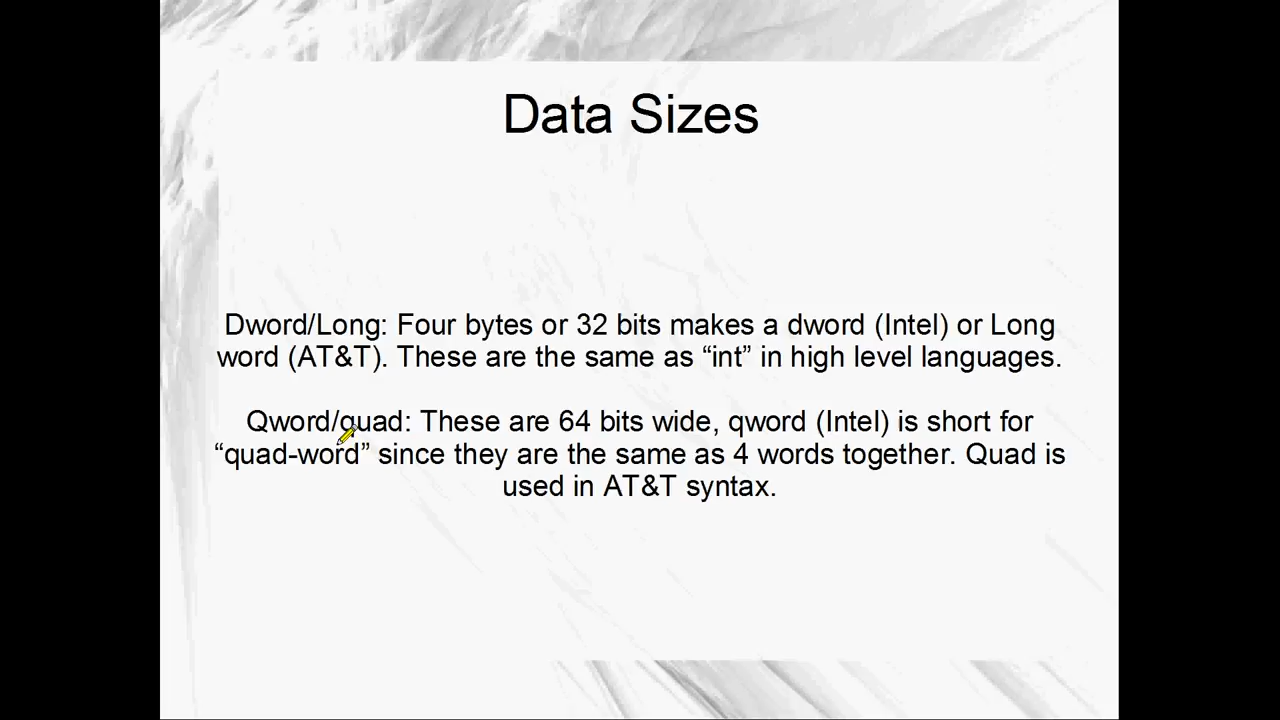 Data Sizes
Dword/Long: Four bytes or 32 bits makes a dword (Intel) or Long
word (AT&T). These are the same as “int” in high level languages.
Qword/quad: These are 64 bits wide, qword (Intel) is short for
“quad-word” since they are the same as 4 words together. Quad is
used in AT&T syntax.